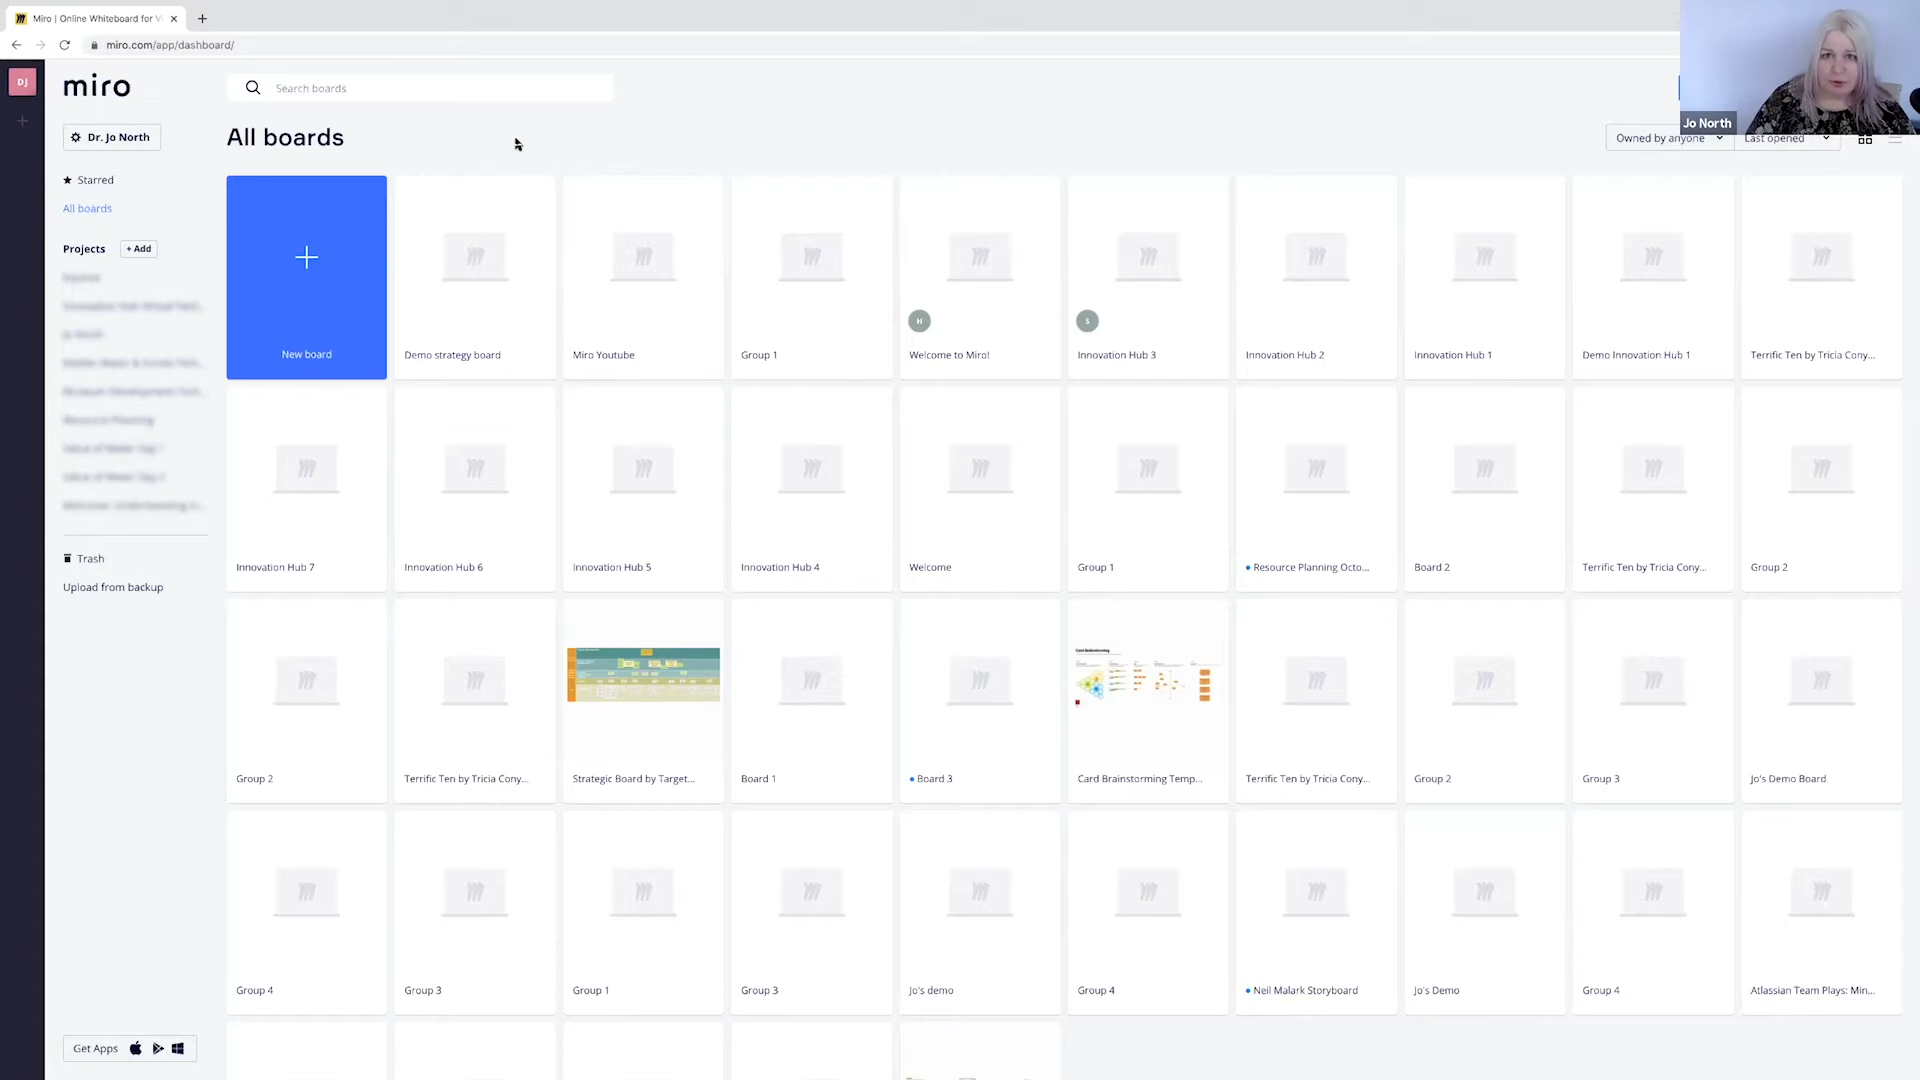 Miro | Online Whiteboard for Vi
miro.com/app/dashboard/
DJ
miro
Search boards
Jo North
Dr. Jo North
All boards
Owned by anyone
Last opened
Starred
All boards
Projects
+ Add
Trash
Upload from backup
Get Apps
New board
Demo strategy board
Miro Youtube
Group 1
H
Welcome to Miro!
S
Innovation Hub 3
Innovation Hub 2
Innovation Hub 1
Demo Innovation Hub 1
Terrific Ten by Tricia Cony...
Innovation Hub 7
Innovation Hub 6
Innovation Hub 5
Innovation Hub 4
Welcome
Group 1
Resource Planning Octo...
Board 2
Terrific Ten by Tricia Cony...
Group 2
Card Brainstorming
Group 2
Terrific Ten by Tricia Cony...
Strategic Board by Target...
Board 1
Board 3
Card Brainstorming Temp...
Terrific Ten by Tricia Cony...
Group 2
Group 3
Jo's Demo Board
Group 4
Group 3
Group 1
Group 3
Jo's demo
Group 4
Neil Malark Storyboard
Jo's Demo
Group 4
Atlassian Team Plays: Min...